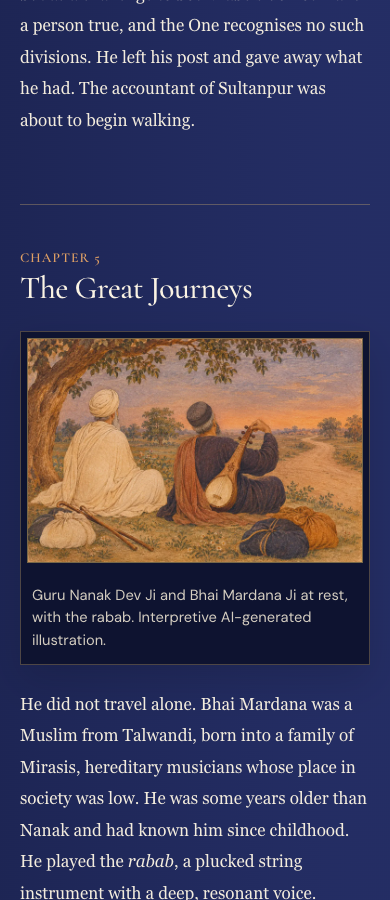 a person true, and the One recognises no such
divisions. He left his post and gave away what
he had. The accountant of Sultanpur was
about to begin walking.
CHAPTER 5
The Great Journeys
Guru Nanak Dev Ji and Bhai Mardana Ji at rest,
with the rabab. Interpretive AI-generated
illustration.
He did not travel alone. Bhai Mardana was a
Muslim from Talwandi, born into a family of
Mirasis, hereditary musicians whose place in
society was low. He was some years older than
Nanak and had known him since childhood.
He played the rabab, a plucked string
instrument with a deep, resonant voice.